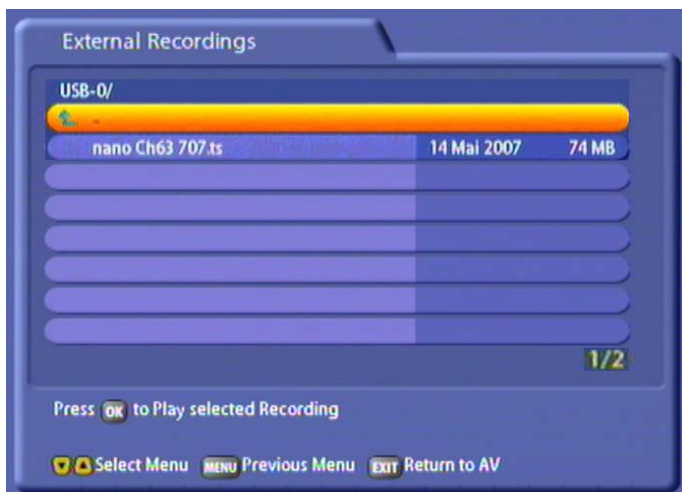 External Recordings
USB-0/
..
nano Ch63 707.ts 14 Mai 2007 74 MB
1/2
Press OK to Play selected Recording
Select Menu MENU Previous Menu EXIT Return to AV